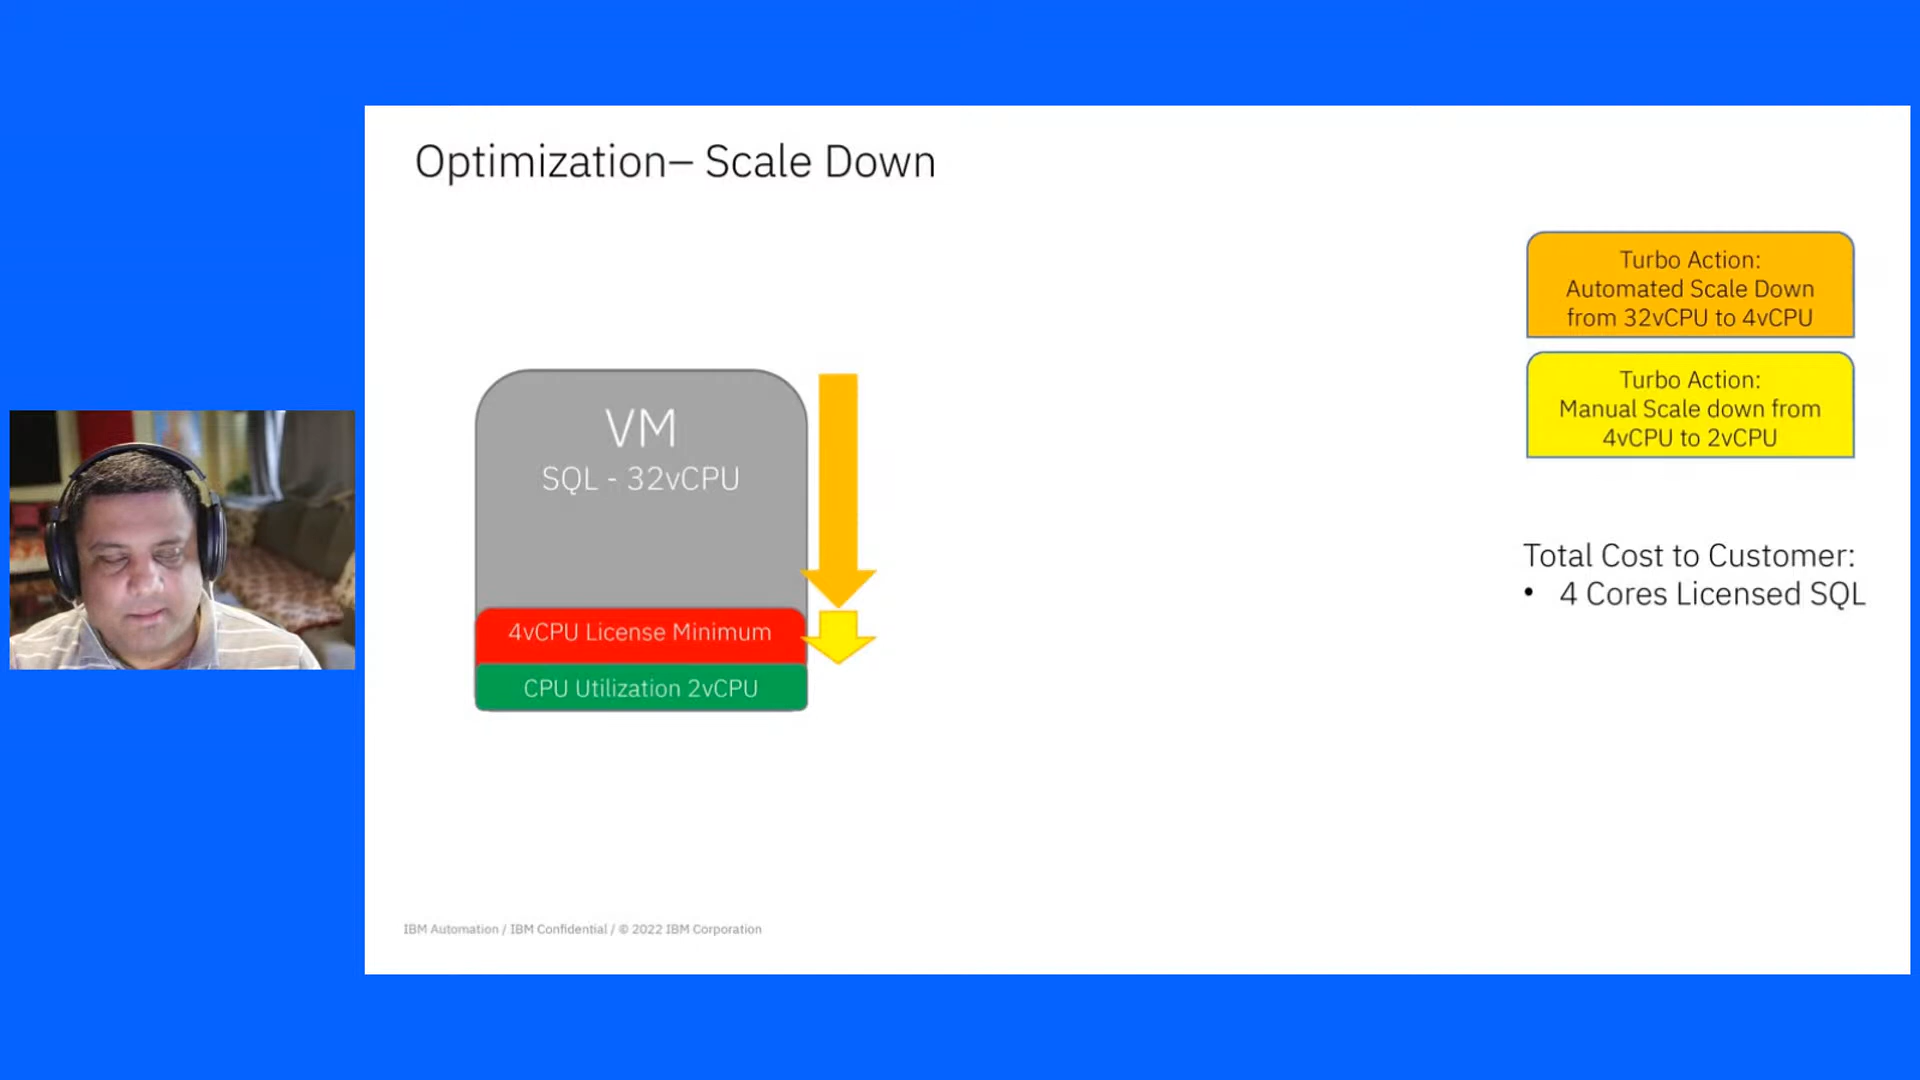 Optimization– Scale Down
VM
SQL - 32vCPU
4vCPU License Minimum
CPU Utilization 2vCPU
Turbo Action:
Automated Scale Down
from 32vCPU to 4vCPU
Turbo Action:
Manual Scale down from
4vCPU to 2vCPU
Total Cost to Customer:
• 4 Cores Licensed SQL
IBM Automation / IBM Confidential / © 2022 IBM Corporation